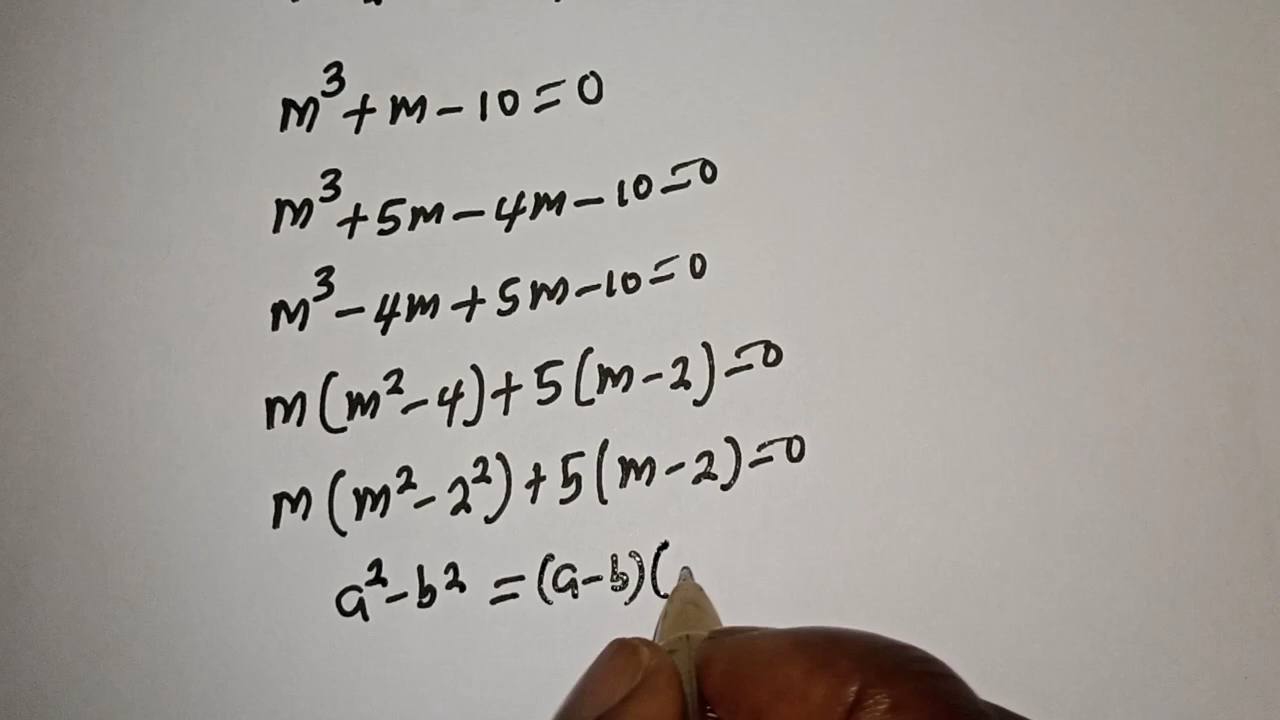 m³+m-10=0
m³+5m-4m-10=0
m³-4m+5m-10=0
m(m²-4)+5(m-2)=0
m(m²-2²)+5(m-2)=0
a²-b²=(a-b)(